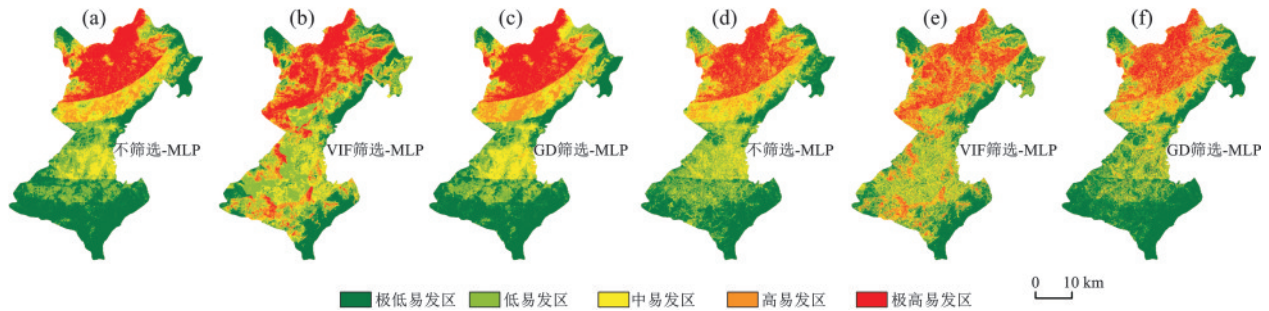 (a)
(b)
(c)
(d)
(e)
(f)
不筛选-MLP
VIF筛选-MLP
GD筛选-MLP
不筛选-MLP
VIF筛选-MLP
GD筛选-MLP
极低易发区
低易发区
中易发区
高易发区
极高易发区
0 10 km